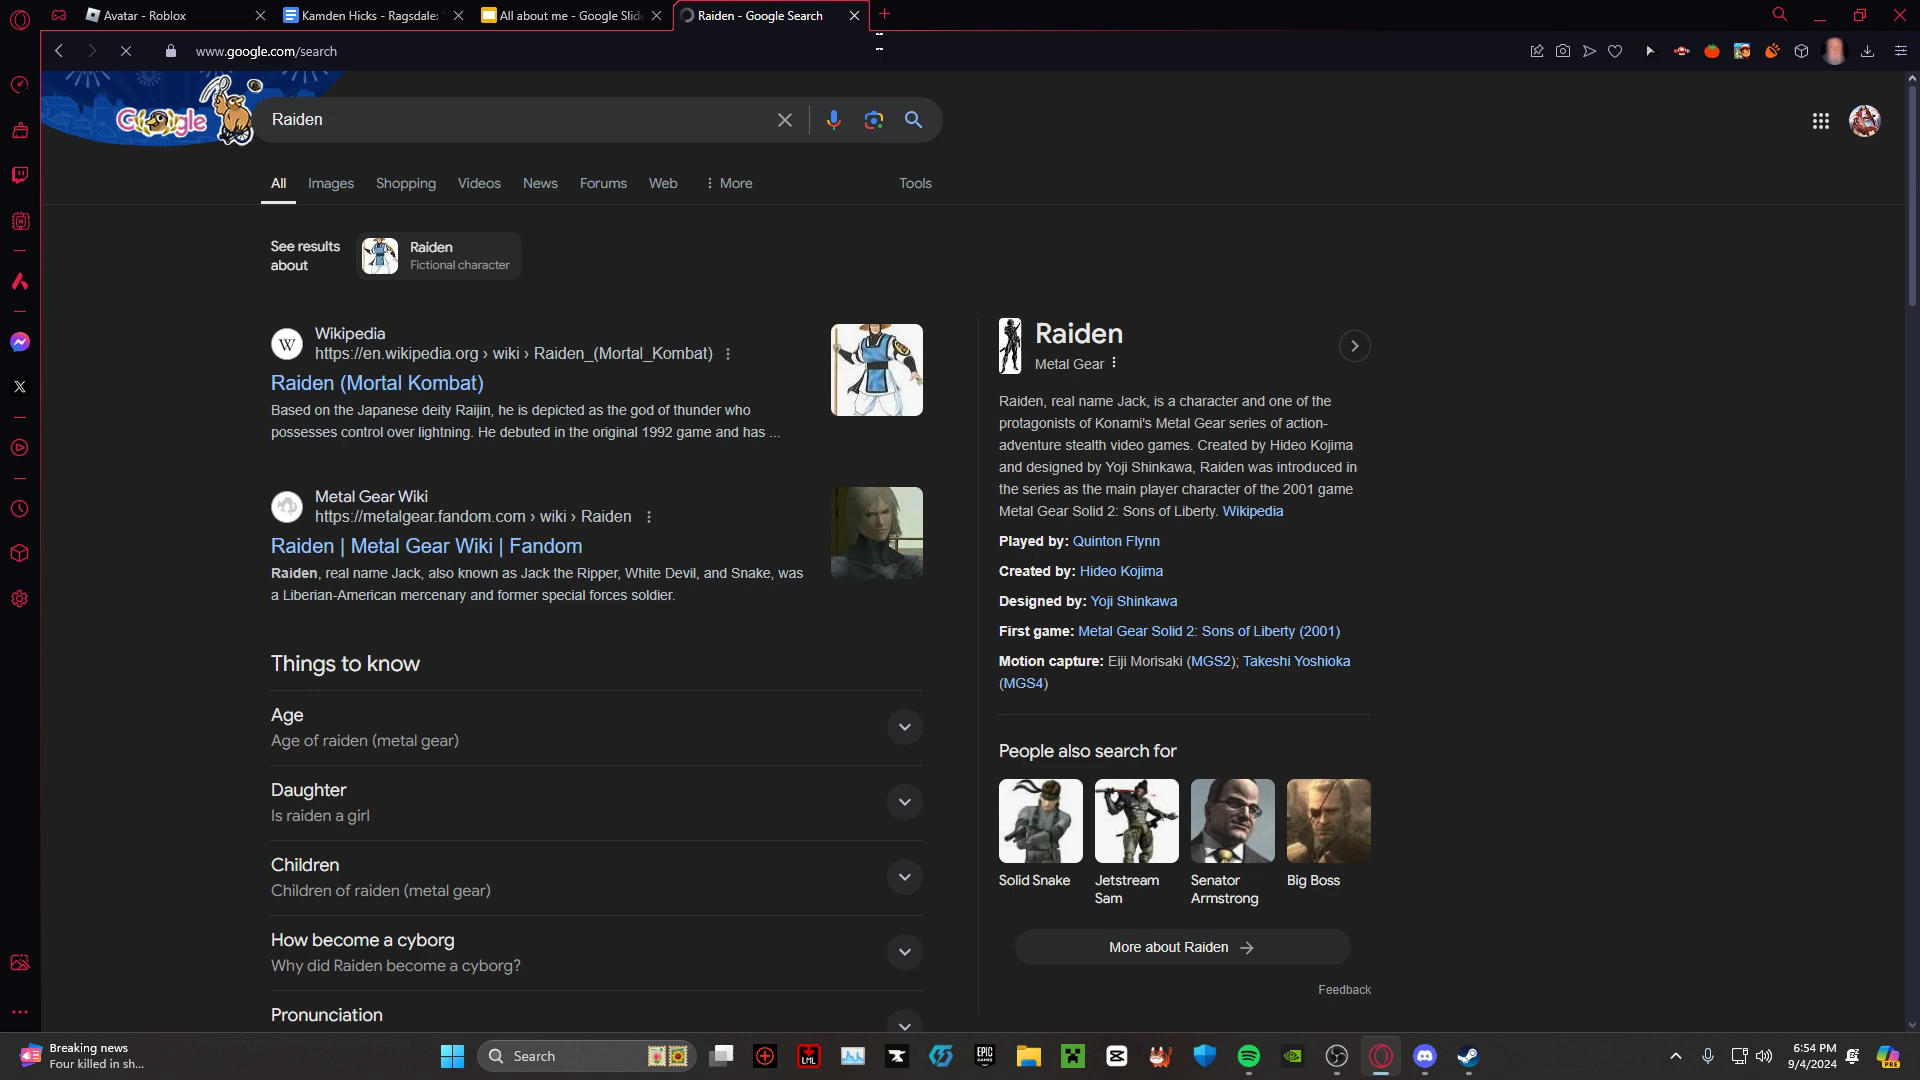 Avatar - Roblox
Kamden Hicks - Ragsdale:
All about me - Google Slid
Raiden - Google Search
www.google.com/search
Google
Raiden
All
Images
Shopping
Videos
News
Forums
Web
More
Tools
See results
about
Raiden
Fictional character
Wikipedia
https://en.wikipedia.org › wiki › Raiden_(Mortal_Kombat)
Raiden (Mortal Kombat)
Based on the Japanese deity Raijin, he is depicted as the god of thunder who
possesses control over lightning. He debuted in the original 1992 game and has ...
Metal Gear Wiki
https://metalgear.fandom.com › wiki › Raiden
Raiden | Metal Gear Wiki | Fandom
Raiden, real name Jack, also known as Jack the Ripper, White Devil, and Snake, was
a Liberian-American mercenary and former special forces soldier.
Things to know
Age
Age of raiden (metal gear)
Daughter
Is raiden a girl
Children
Children of raiden (metal gear)
How become a cyborg
Why did Raiden become a cyborg?
Pronunciation
Raiden
Metal Gear
Raiden, real name Jack, is a character and one of the
protagonists of Konami's Metal Gear series of action-
adventure stealth video games. Created by Hideo Kojima
and designed by Yoji Shinkawa, Raiden was introduced in
the series as the main player character of the 2001 game
Metal Gear Solid 2: Sons of Liberty. Wikipedia
Played by: Quinton Flynn
Created by: Hideo Kojima
Designed by: Yoji Shinkawa
First game: Metal Gear Solid 2: Sons of Liberty (2001)
Motion capture: Eiji Morisaki (MGS2); Takeshi Yoshioka
(MGS4)
People also search for
Solid Snake
Jetstream
Sam
Senator
Armstrong
Big Boss
More about Raiden
Feedback
Breaking news
Four killed in sh...
Search
LML
EPIC
GAMES
6:54 PM
9/4/2024
PRE